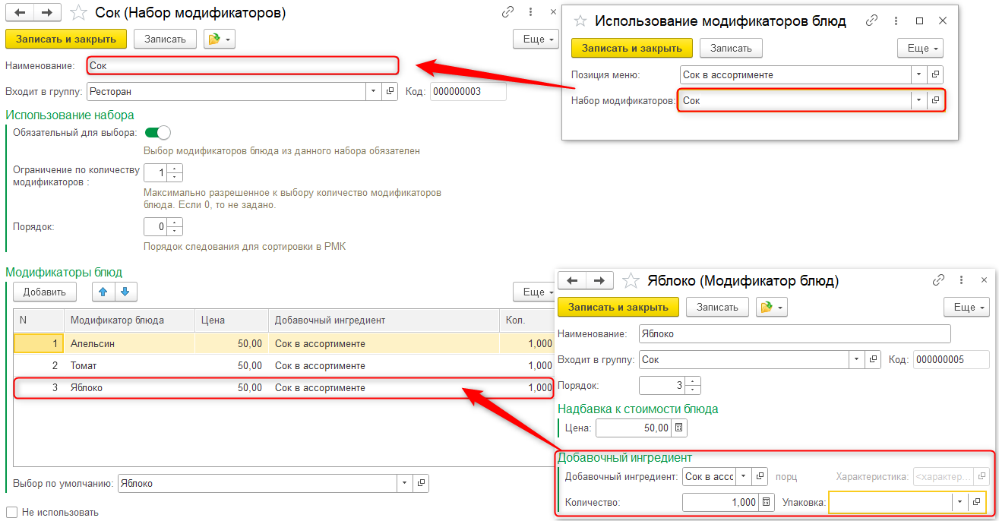 Сок (Набор модификаторов)
Записать и закрыть Записать Еще
Наименование: Сок
Входит в группу: Ресторан Код: 000000003
Использование набора
Обязательный для выбора:
Выбор модификаторов блюда из данного набора обязателен
Ограничение по количеству
модификаторов : 1
Максимально разрешенное к выбору количество модификаторов
блюда. Если 0, то не задано.
Порядок: 0
Порядок следования для сортировки в РМК
Модификаторы блюд
Добавить Еще
N Модификатор блюда Цена Добавочный ингредиент Кол.
1 Апельсин 50,00 Сок в ассортименте 1,000
2 Томат 50,00 Сок в ассортименте 1,000
3 Яблоко 50,00 Сок в ассортименте 1,000
Выбор по умолчанию: Яблоко
Не использовать
Использование модификаторов блюд
Записать и закрыть Записать Еще
Позиция меню: Сок в ассортименте
Набор модификаторов: Сок
Яблоко (Модификатор блюд)
Записать и закрыть Записать Еще
Наименование: Яблоко
Входит в группу: Сок Код: 000000005
Порядок: 3
Надбавка к стоимости блюда
Цена: 50,00
Добавочный ингредиент
Добавочный ингредиент: Сок в ассс порц Характеристика: <характер...
Количество: 1,000 Упаковка: